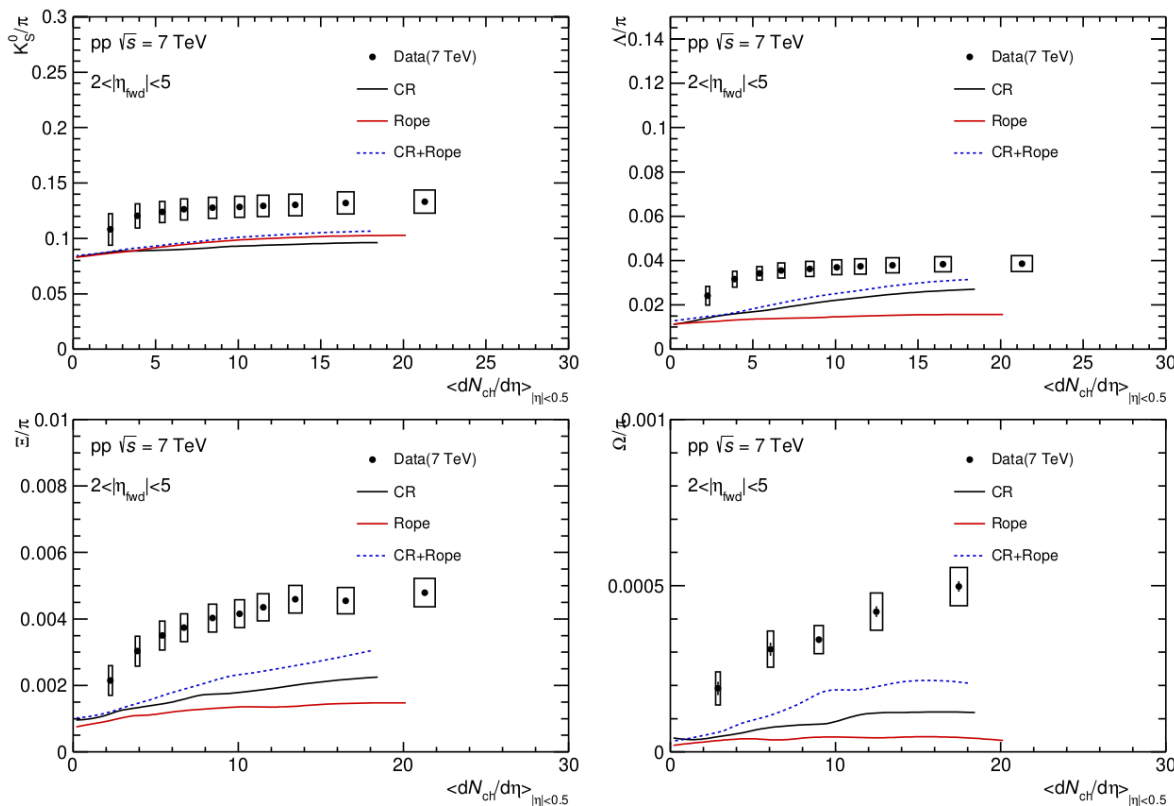 K⁰_S/π
0.3
0.25
0.2
0.15
0.1
0.05
0
pp √s = 7 TeV
2<|η_fwd|<5
Data(7 TeV)
CR
Rope
CR+Rope
0 5 10 15 20 25 30
<dN_ch/dη>_|η|<0.5
Λ/π
0.14
0.12
0.1
0.08
0.06
0.04
0.02
0
pp √s = 7 TeV
2<|η_fwd|<5
Data(7 TeV)
CR
Rope
CR+Rope
0 5 10 15 20 25 30
<dN_ch/dη>_|η|<0.5
Ξ/π
0.01
0.008
0.006
0.004
0.002
0
pp √s = 7 TeV
2<|η_fwd|<5
Data(7 TeV)
CR
Rope
CR+Rope
0 10 20 30
<dN_ch/dη>_|η|<0.5
Ω/π
0.001
0.0005
0
pp √s = 7 TeV
2<|η_fwd|<5
Data(7 TeV)
CR
Rope
CR+Rope
0 5 10 15 20 25 30
<dN_ch/dη>_|η|<0.5